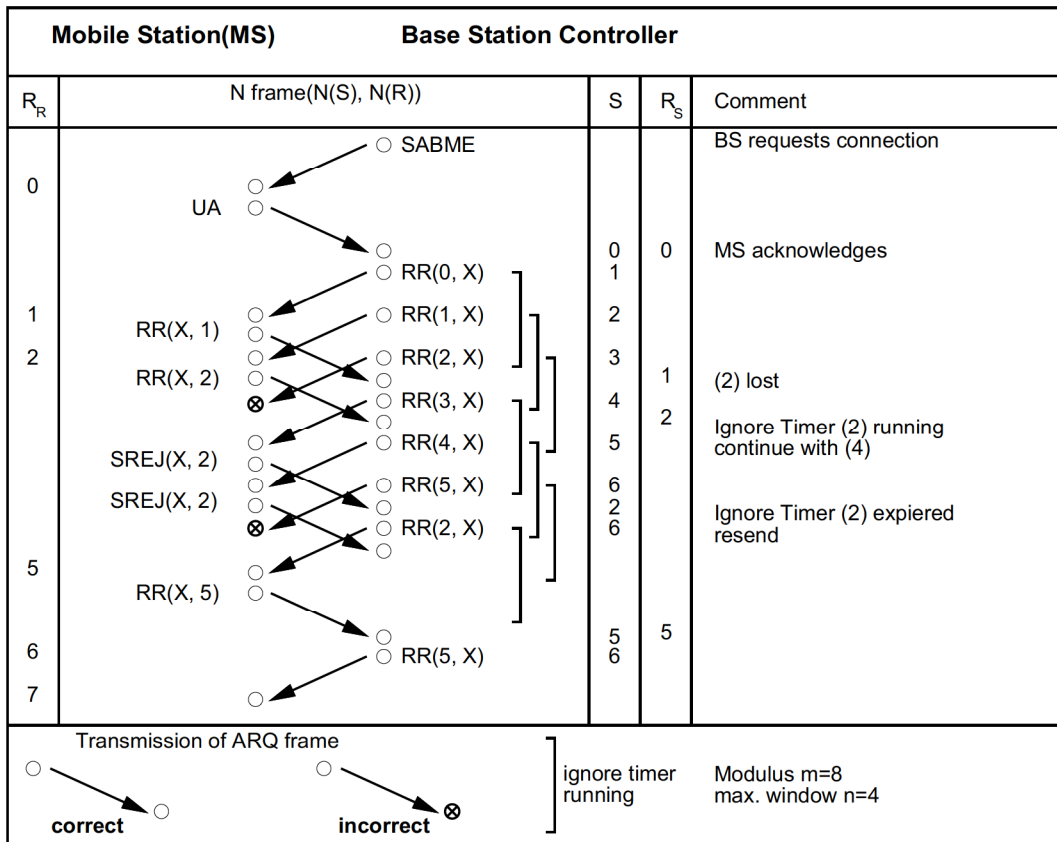 Mobile Station(MS) Base Station Controller
R_R N frame(N(S), N(R)) S R_S Comment
SABME BS requests connection
0
UA
0 0 MS acknowledges
RR(0, X) 1
1 RR(1, X) 2
RR(X, 1)
2 RR(2, X) 3
RR(X, 2) 1 (2) lost
RR(3, X) 4
2 Ignore Timer (2) running
RR(4, X) 5 continue with (4)
SREJ(X, 2)
RR(5, X) 6
SREJ(X, 2) 2 Ignore Timer (2) expiered
RR(2, X) 6 resend
5
RR(X, 5)
5 5
6 RR(5, X) 6
7
Transmission of ARQ frame
ignore timer Modulus m=8
running max. window n=4
correct incorrect